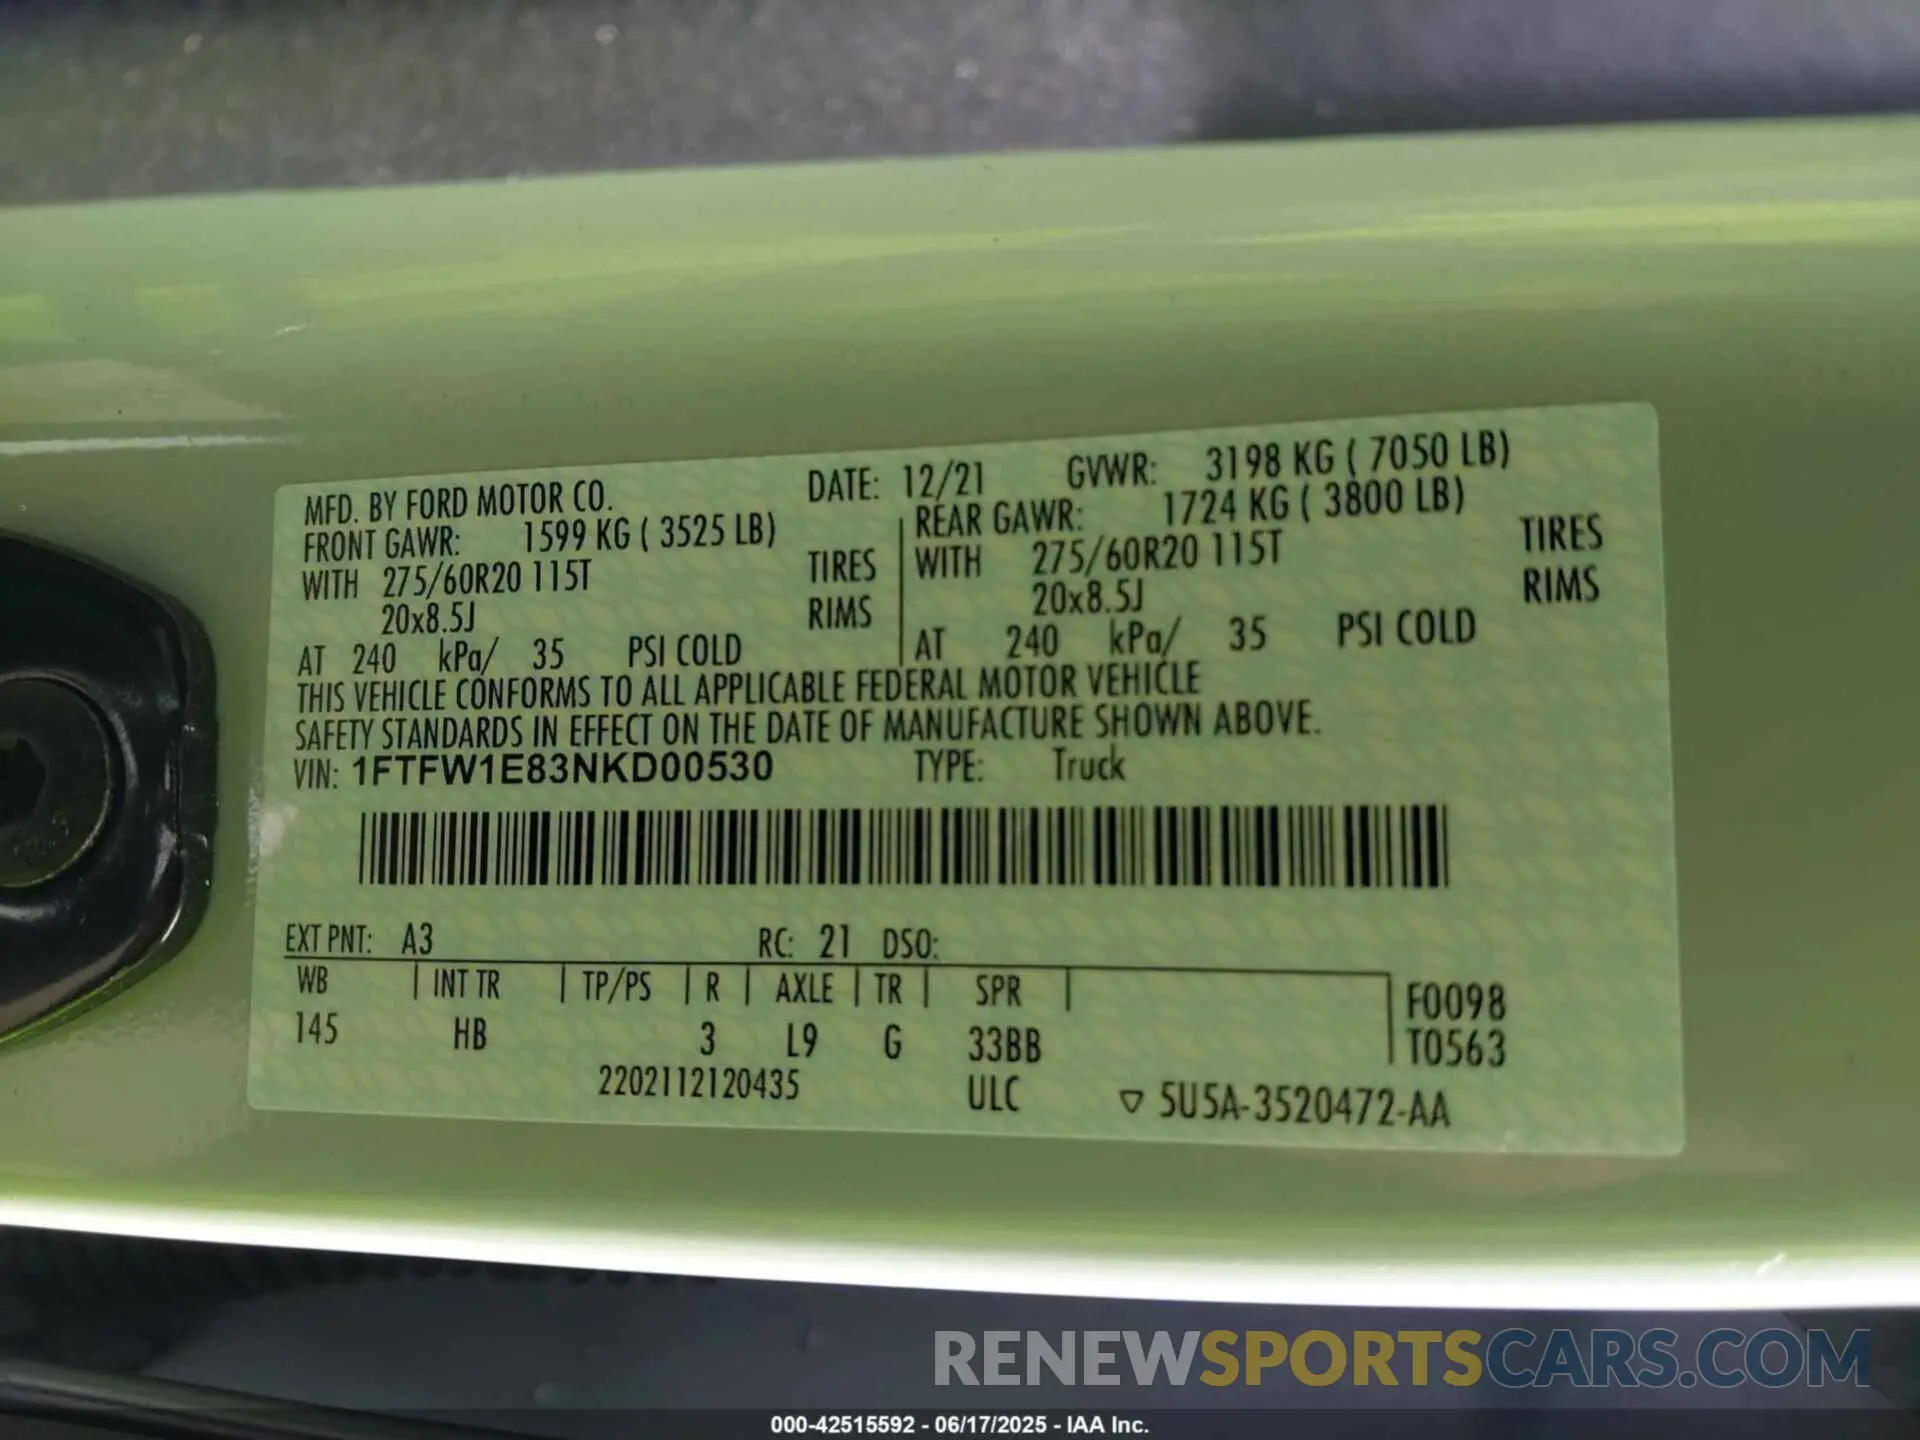 MFD. BY FORD MOTOR CO. DATE: 12/21 GVWR: 3198 KG ( 7050 LB)
FRONT GAWR: 1599 KG ( 3525 LB) REAR GAWR: 1724 KG ( 3800 LB)
WITH 275/60R20 115T TIRES WITH 275/60R20 115T TIRES
20x8.5J RIMS 20x8.5J RIMS
AT 240 kPa/ 35 PSI COLD AT 240 kPa/ 35 PSI COLD
THIS VEHICLE CONFORMS TO ALL APPLICABLE FEDERAL MOTOR VEHICLE
SAFETY STANDARDS IN EFFECT ON THE DATE OF MANUFACTURE SHOWN ABOVE.
VIN: 1FTFW1E83NKD00530 TYPE: Truck
EXT PNT: A3 RC: 21 DSO:
WB INT TR TP/PS R AXLE TR SPR F0098
145 HB 3 L9 G 33BB T0563
2202112120435 ULC ▽ 5U5A-3520472-AA
RENEWSPORTSCARS.COM
000-42515592 - 06/17/2025 - IAA Inc.